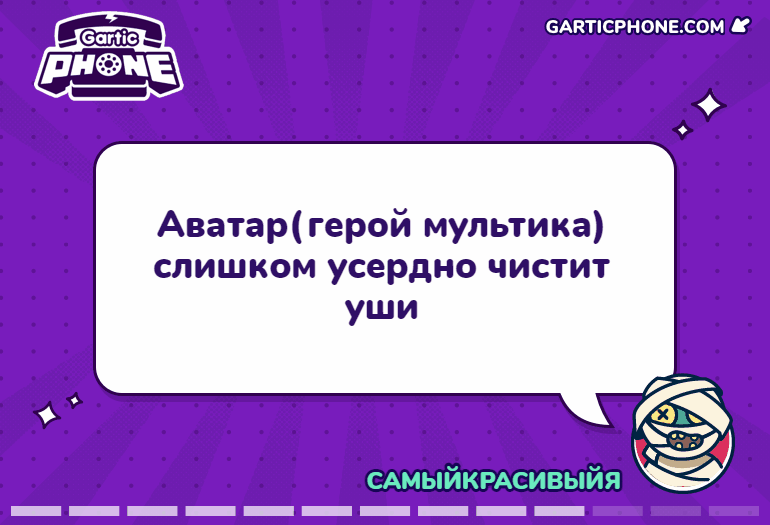 Gartic
PHONE
GARTICPHONE.COM
Аватар(герой мультика)
слишком усердно чистит
уши
САМЫЙКРАСИВЫЙЯ